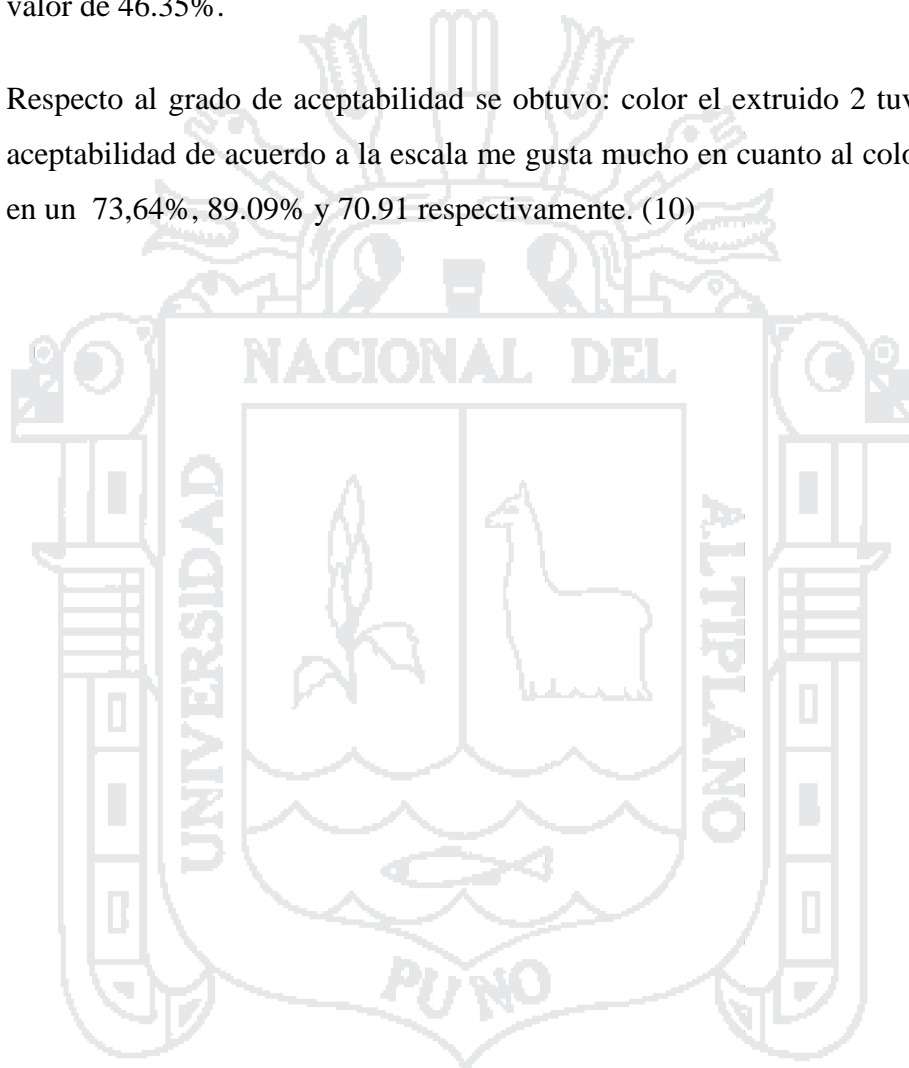 valor de 46.35%.
Respecto al grado de aceptabilidad se obtuvo: color el extruido 2 tuv
aceptabilidad de acuerdo a la escala me gusta mucho en cuanto al colo
en un 73,64%, 89.09% y 70.91 respectivamente. (10)
NACIONAL DEL
UNIVERSIDAD
ALTIPLANO
PUNO